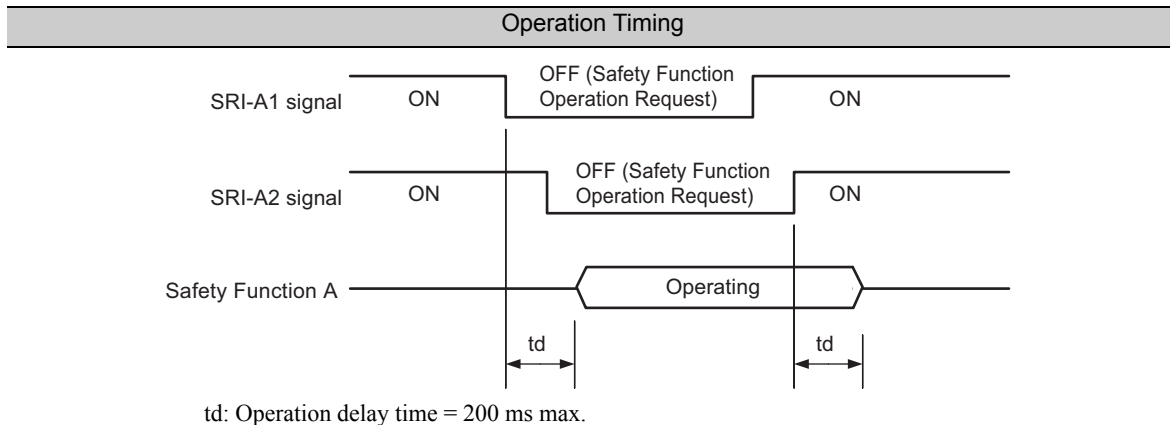 Operation Timing
SRI-A1 signal
ON
OFF (Safety Function
Operation Request)
ON
SRI-A2 signal
ON
OFF (Safety Function
Operation Request)
ON
Safety Function A
Operating
td
td
td: Operation delay time = 200 ms max.